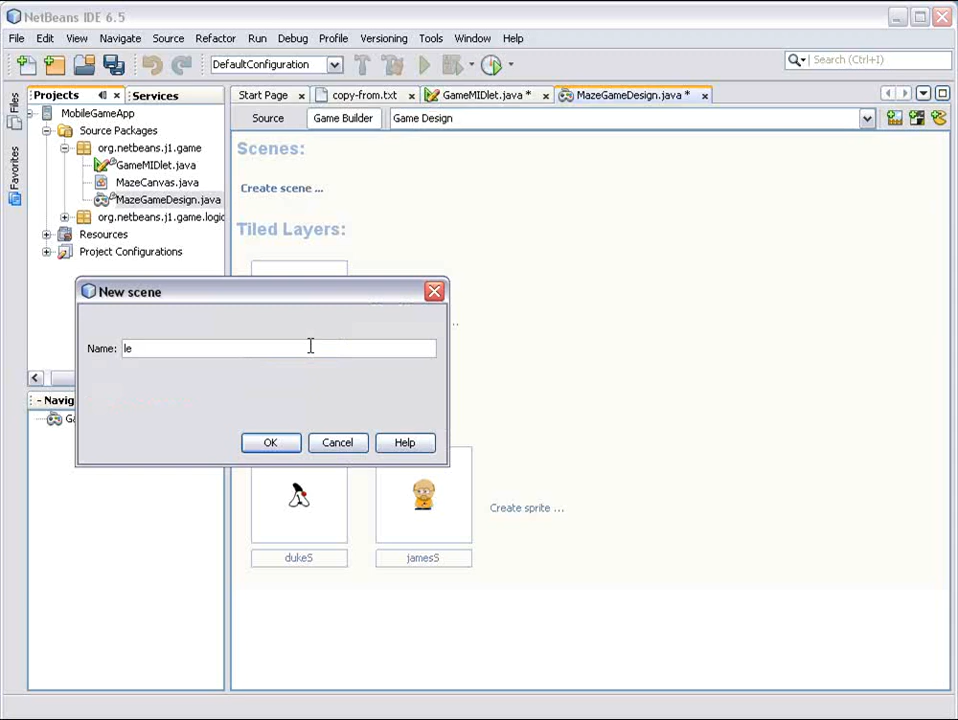 NetBeans IDE 6.5
File Edit View Navigate Source Refactor Run Debug Profile Versioning Tools Window Help
DefaultConfiguration
Search (Ctrl+I)
Files
Favorites
Projects
Services
MobileGameApp
Source Packages
org.netbeans.j1.game
GameMIDlet.java
MazeCanvas.java
MazeGameDesign.java
org.netbeans.j1.game.logic
Resources
Project Configurations
- Navig
Ga
Start Page
copy-from.txt
GameMIDlet.java *
MazeGameDesign.java *
Source
Game Builder
Game Design
Scenes:
Create scene ...
Tiled Layers:
..
New scene
Name: le
OK
Cancel
Help
Create sprite ...
dukeS
jamesS